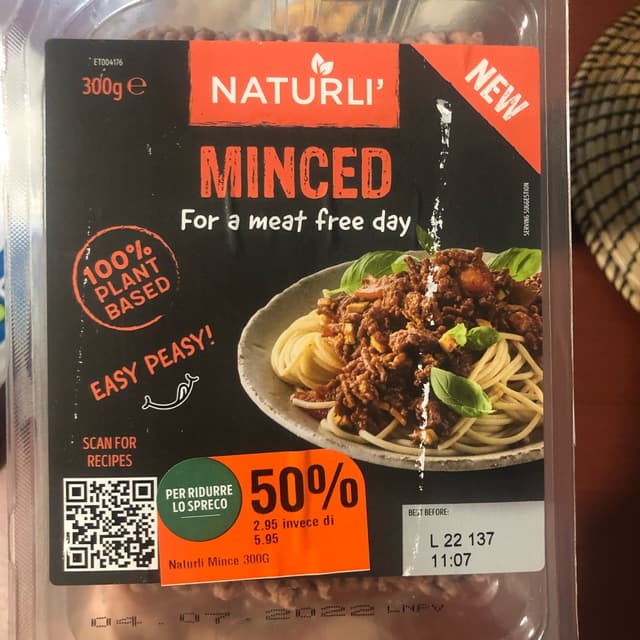 ET004176
300g e
NATURLI'
NEW
MINCED
For a meat free day
SERVING SUGGESTION
100%
PLANT
BASED
EASY PEASY!
SCAN FOR
RECIPES
PER RIDURRE
LO SPRECO
50%
2.95 invece di
5.95
Naturli Mince 300G
BEST BEFORE:
L 22 137
11:07
04.07.2022 LNPV